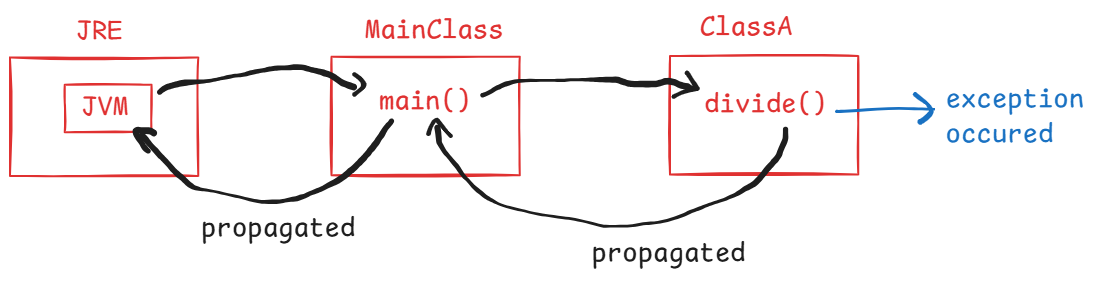 JRE
MainClass
ClassA
JVM
main()
divide()
exception
occured
propagated
propagated